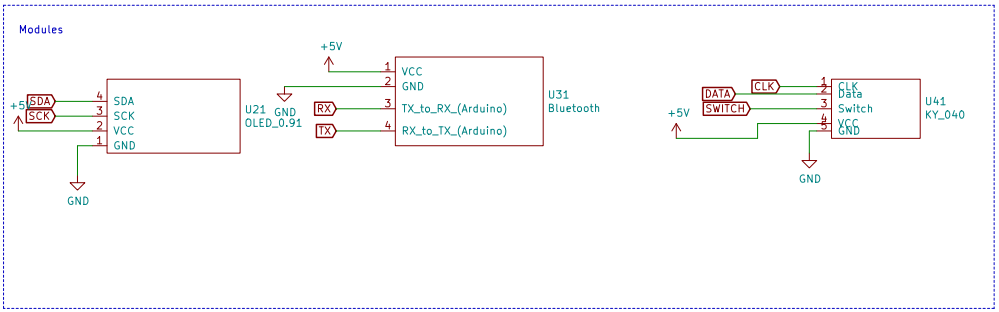 Modules
+5V
SDA
SCK
4
3
2
1
SDA
SCK
VCC
GND
U21
OLED_0.91
GND
+5V
1
2
3
4
VCC
GND
TX_to_RX_(Arduino)
RX_to_TX_(Arduino)
GND
RX
TX
U31
Bluetooth
+5V
CLK
DATA
SWITCH
1
2
3
4
5
CLK
Data
Switch
VCC
GND
U41
KY_040
GND